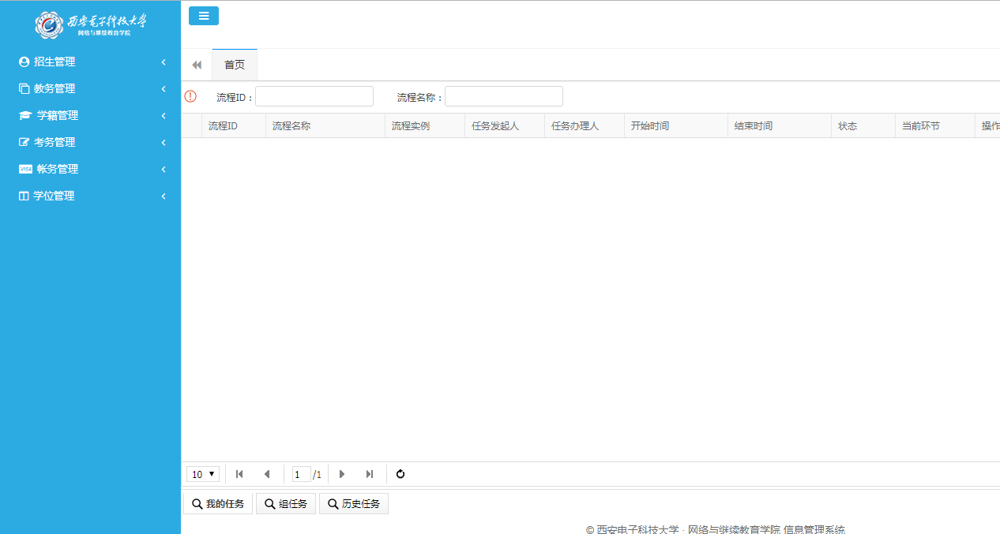 西安电子科技大学
网络与继续教育学院
招生管理
教务管理
学籍管理
考务管理
VISA 帐务管理
学位管理
首页
流程ID： 流程名称：
流程ID 流程名称 流程实例 任务发起人 任务办理人 开始时间 结束时间 状态 当前环节 操作
10 1 /1
我的任务 组任务 历史任务
© 西安电子科技大学 · 网络与继续教育学院 信息管理系统